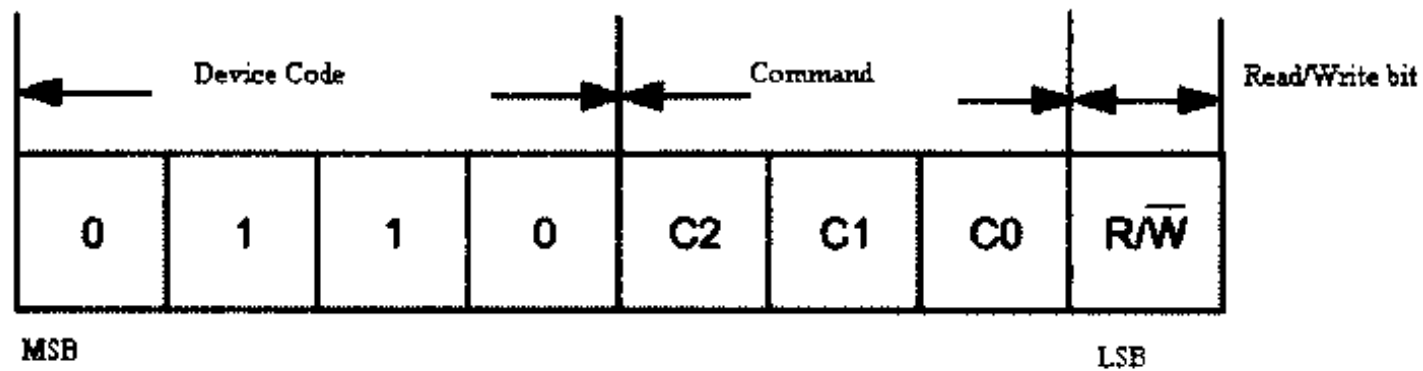 Device Code Command Read/Write bit
0 1 1 0 C2 C1 C0 R/W̅
MSB LSB